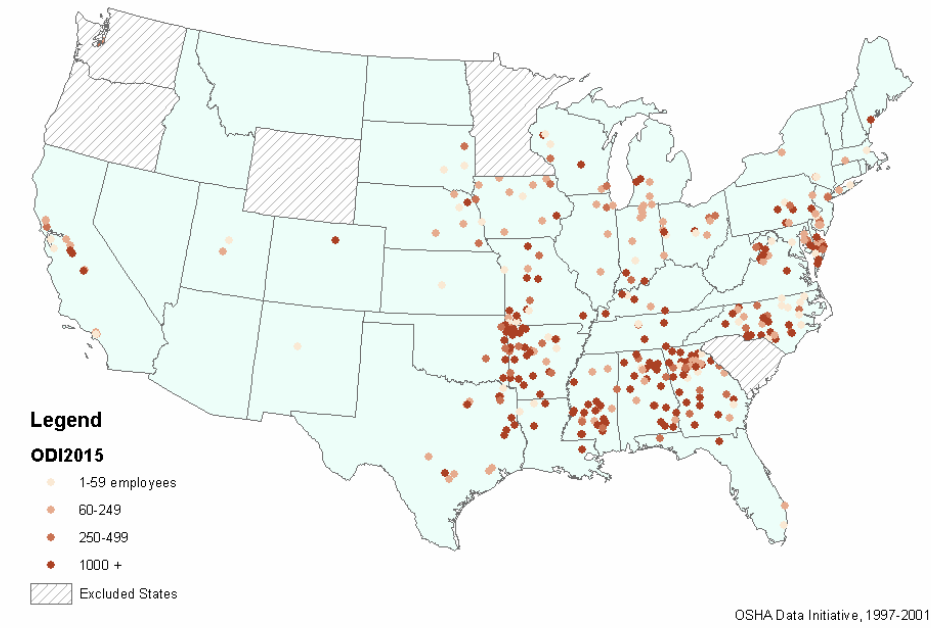 Legend
ODI2015
1-59 employees
60-249
250-499
1000 +
Excluded States
OSHA Data Initiative, 1997-2001